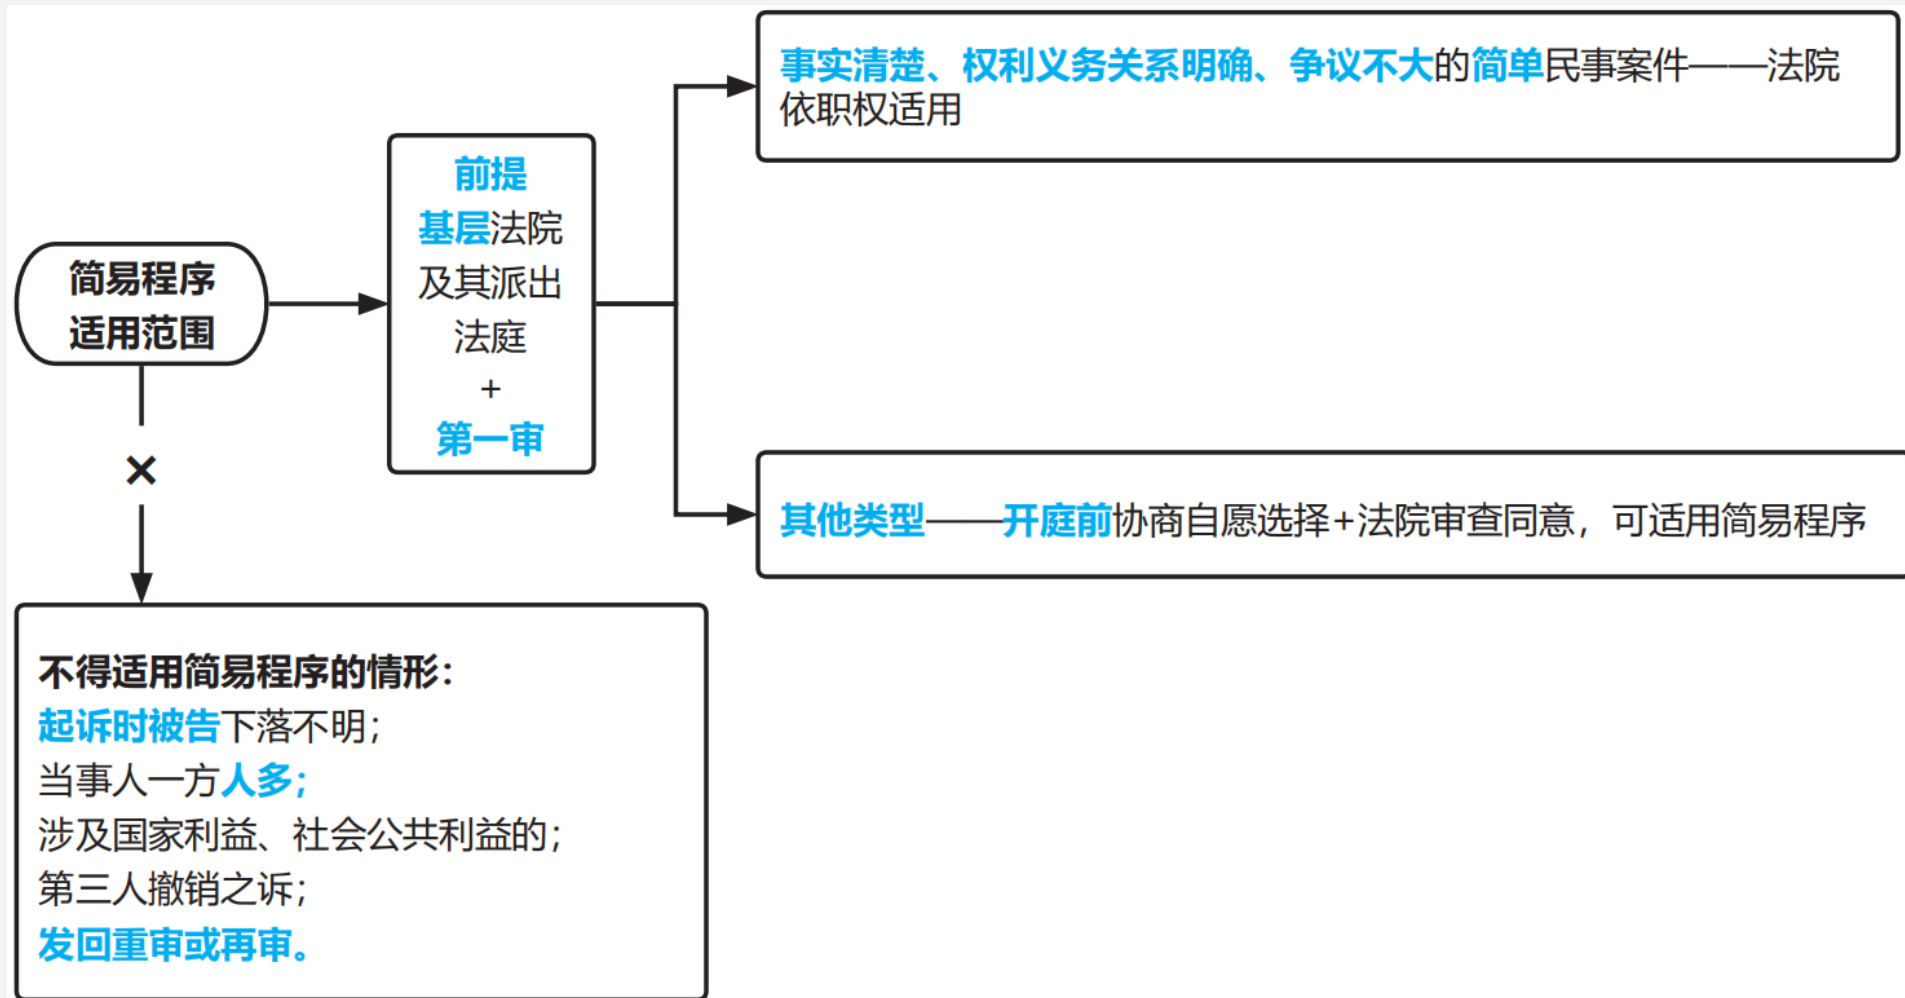 简易程序
适用范围
前提
基层法院
及其派出
法庭
+
第一审
事实清楚、权利义务关系明确、争议不大的简单民事案件——法院
依职权适用
其他类型——开庭前协商自愿选择+法院审查同意，可适用简易程序
×
不得适用简易程序的情形：
起诉时被告下落不明；
当事人一方人多；
涉及国家利益、社会公共利益的；
第三人撤销之诉；
发回重审或再审。